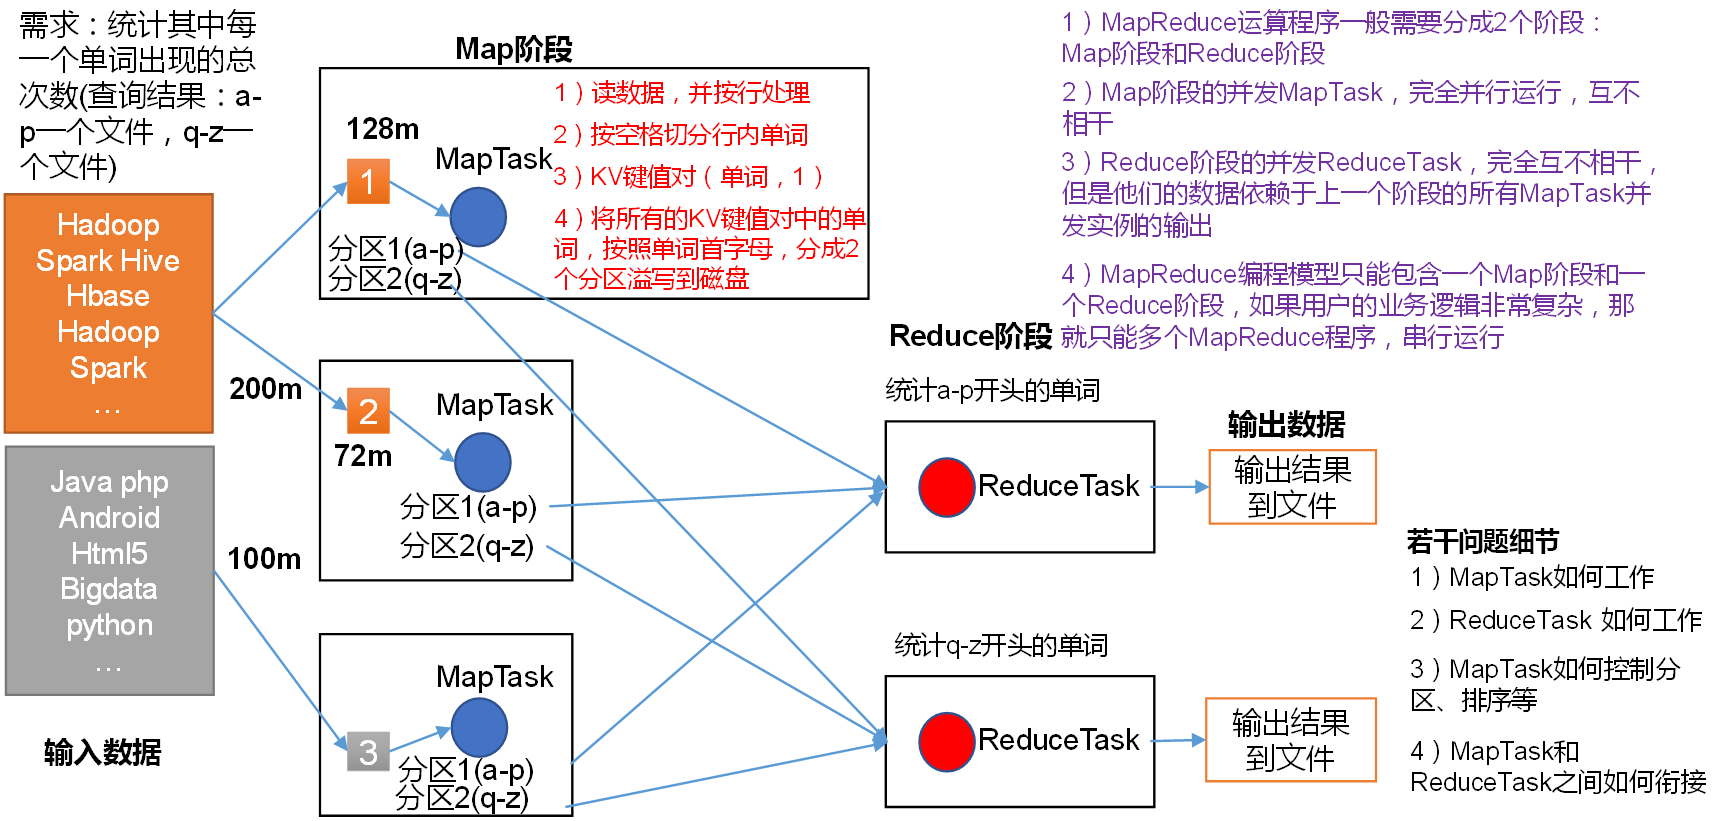 需求：统计其中每
一个单词出现的总
次数(查询结果：a-
p一个文件，q-z一
个文件)
Hadoop
Spark Hive
Hbase
Hadoop
Spark
…
200m
Java php
Android
Html5
Bigdata
python
…
100m
输入数据
Map阶段
128m
1
MapTask
分区1(a-p)
分区2(q-z)
1）读数据，并按行处理
2）按空格切分行内单词
3）KV键值对（单词，1）
4）将所有的KV键值对中的单
词，按照单词首字母，分成2
个分区溢写到磁盘
2
72m
MapTask
分区1(a-p)
分区2(q-z)
3
MapTask
分区1(a-p)
分区2(q-z)
Reduce阶段
统计a-p开头的单词
ReduceTask
统计q-z开头的单词
ReduceTask
输出数据
输出结果
到文件
输出结果
到文件
1）MapReduce运算程序一般需要分成2个阶段：
Map阶段和Reduce阶段
2）Map阶段的并发MapTask，完全并行运行，互不
相干
3）Reduce阶段的并发ReduceTask，完全互不相干，
但是他们的数据依赖于上一个阶段的所有MapTask并
发实例的输出
4）MapReduce编程模型只能包含一个Map阶段和一
个Reduce阶段，如果用户的业务逻辑非常复杂，那
就只能多个MapReduce程序，串行运行
若干问题细节
1）MapTask如何工作
2）ReduceTask 如何工作
3）MapTask如何控制分
区、排序等
4）MapTask和
ReduceTask之间如何衔接